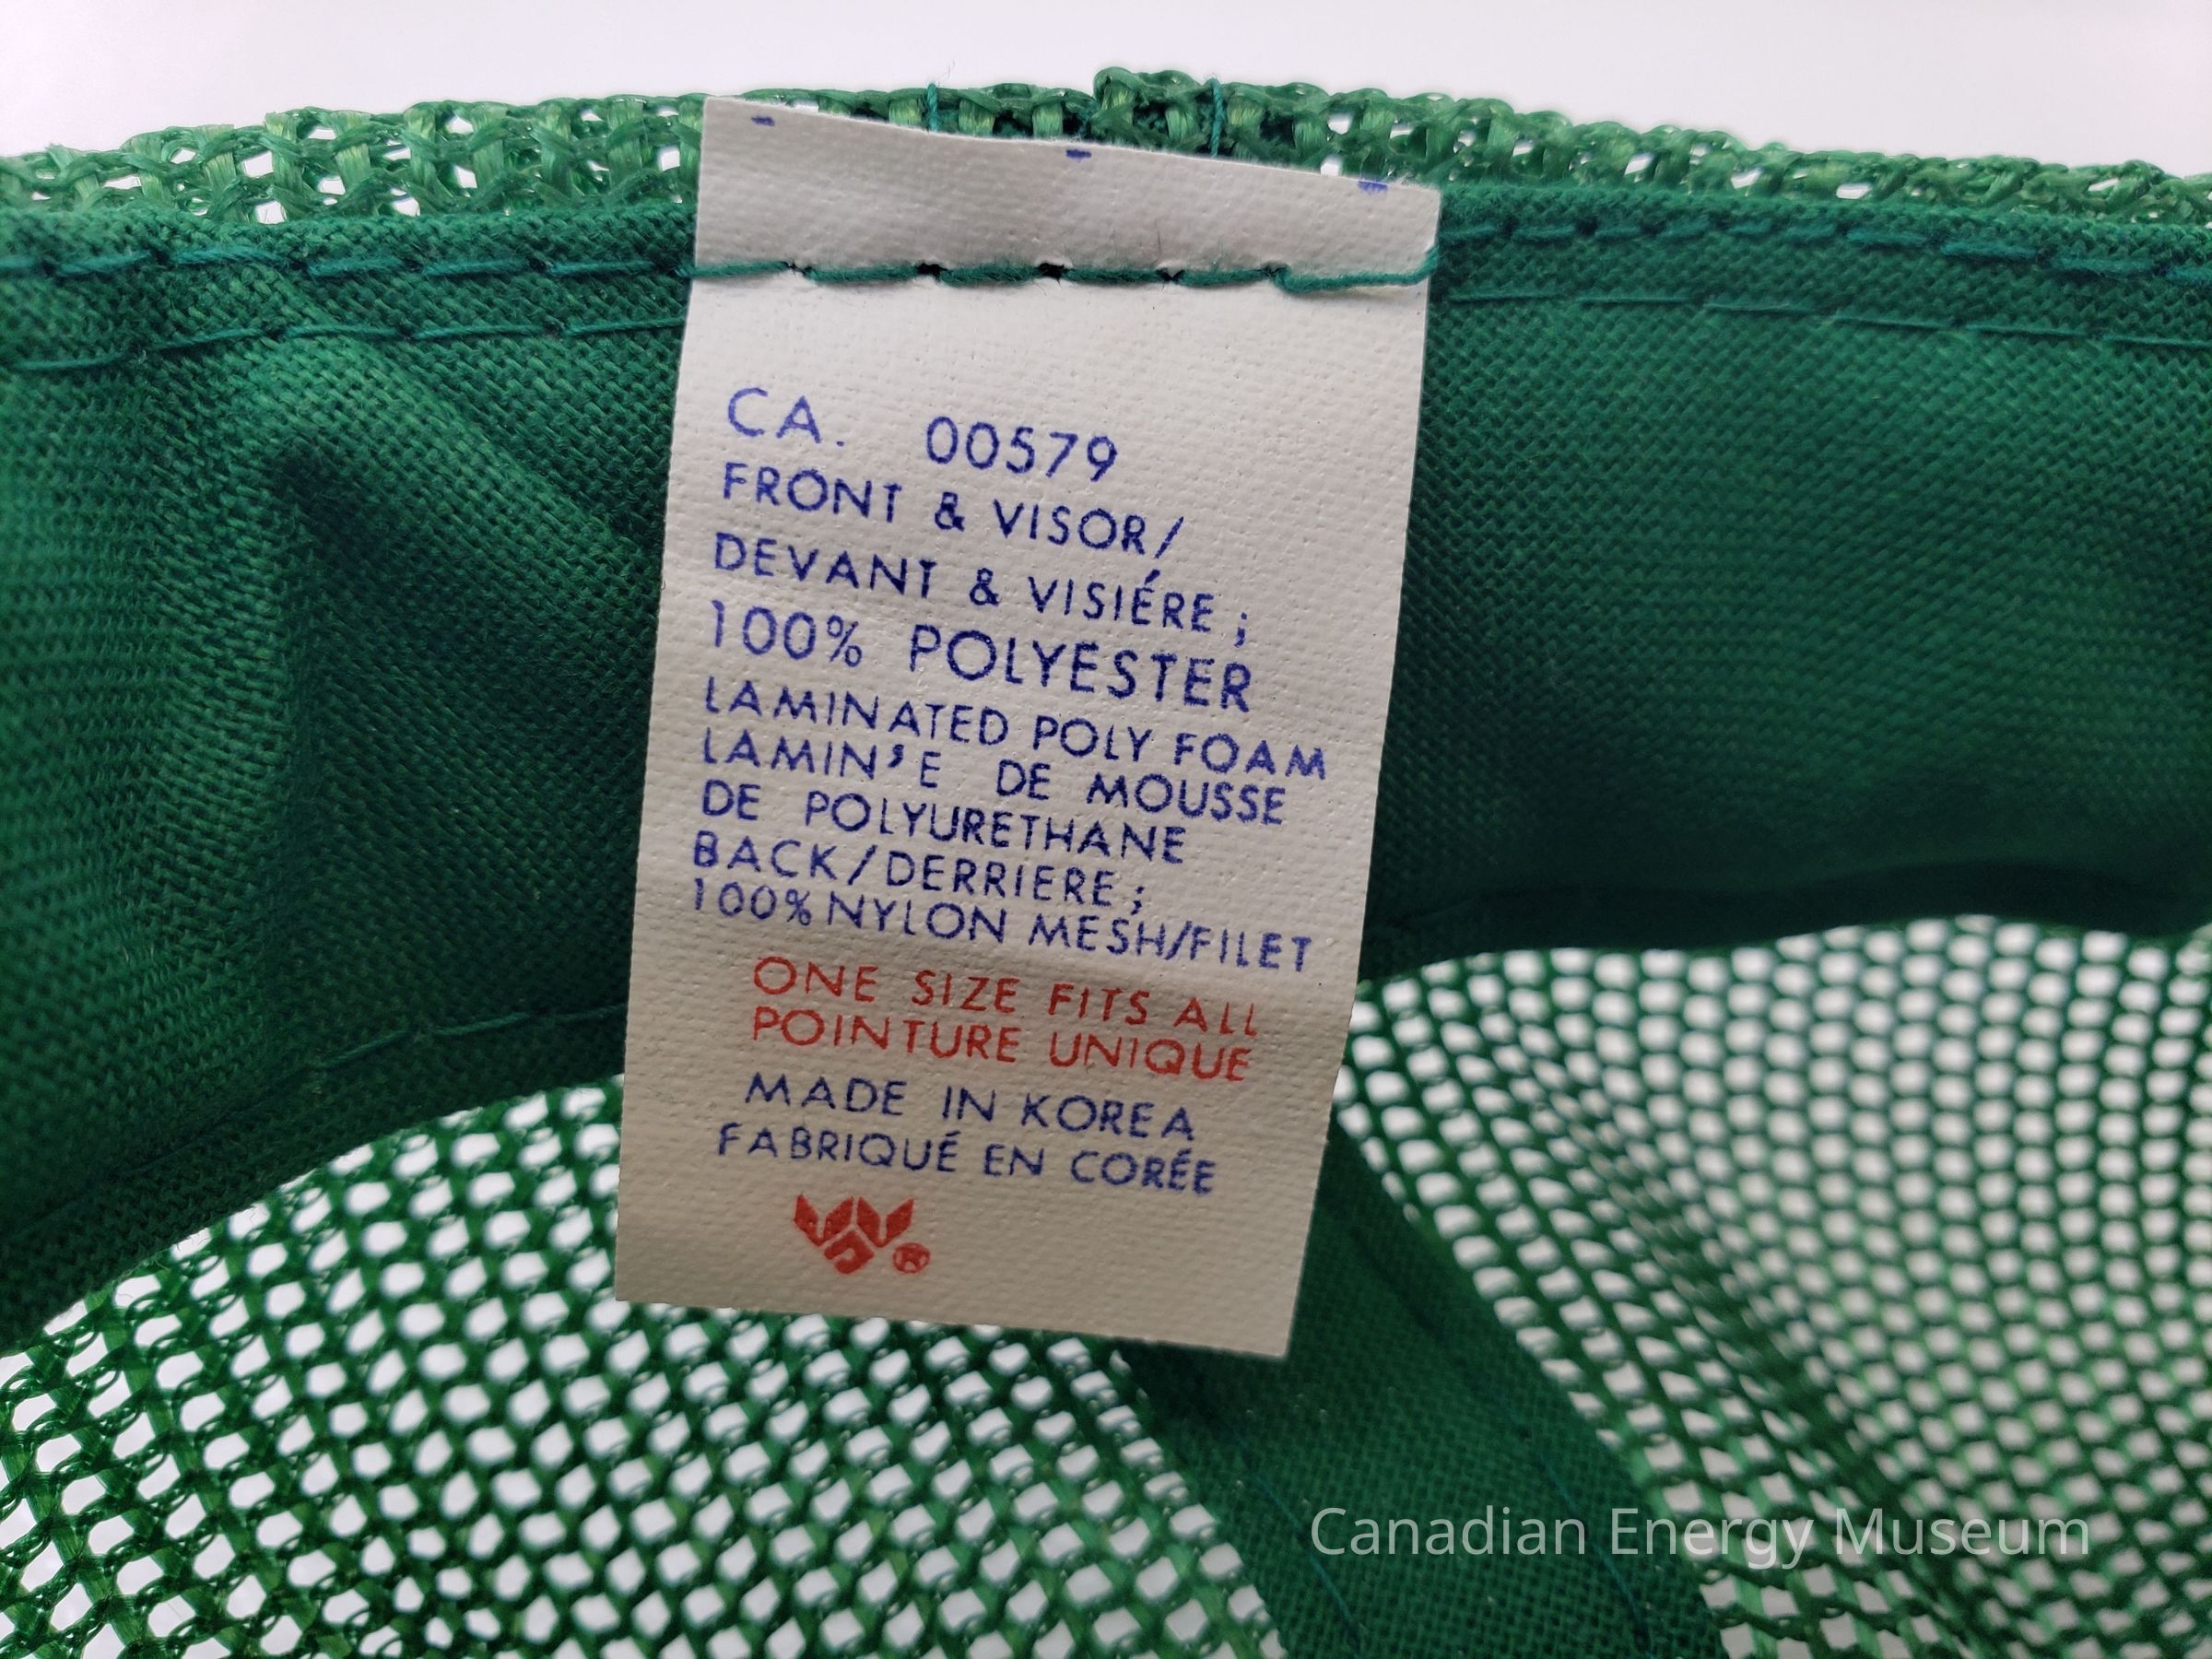 CA. 00579
FRONT & VISOR/
DEVANT & VISIÉRE ;
100% POLYESTER
LAMINATED POLY FOAM
LAMIN'E DE MOUSSE
DE POLYURETHANE
BACK/DERRIERE ;
100% NYLON MESH/FILET
ONE SIZE FITS ALL
POINTURE UNIQUE
MADE IN KOREA
FABRIQUÉ EN CORÉE
®
Canadian Energy Museum